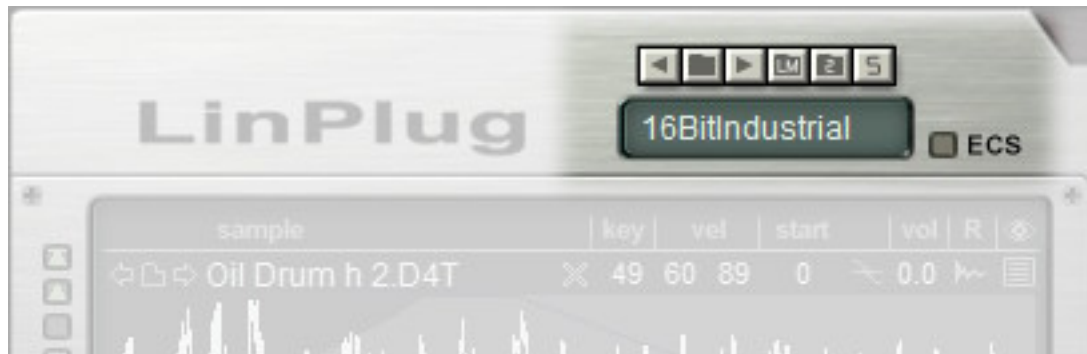 LM 2 S
LinPlug
16BitIndustrial
ECS
sample key vel start vol R
Oil Drum h 2.D4T 49 60 89 0 0.0